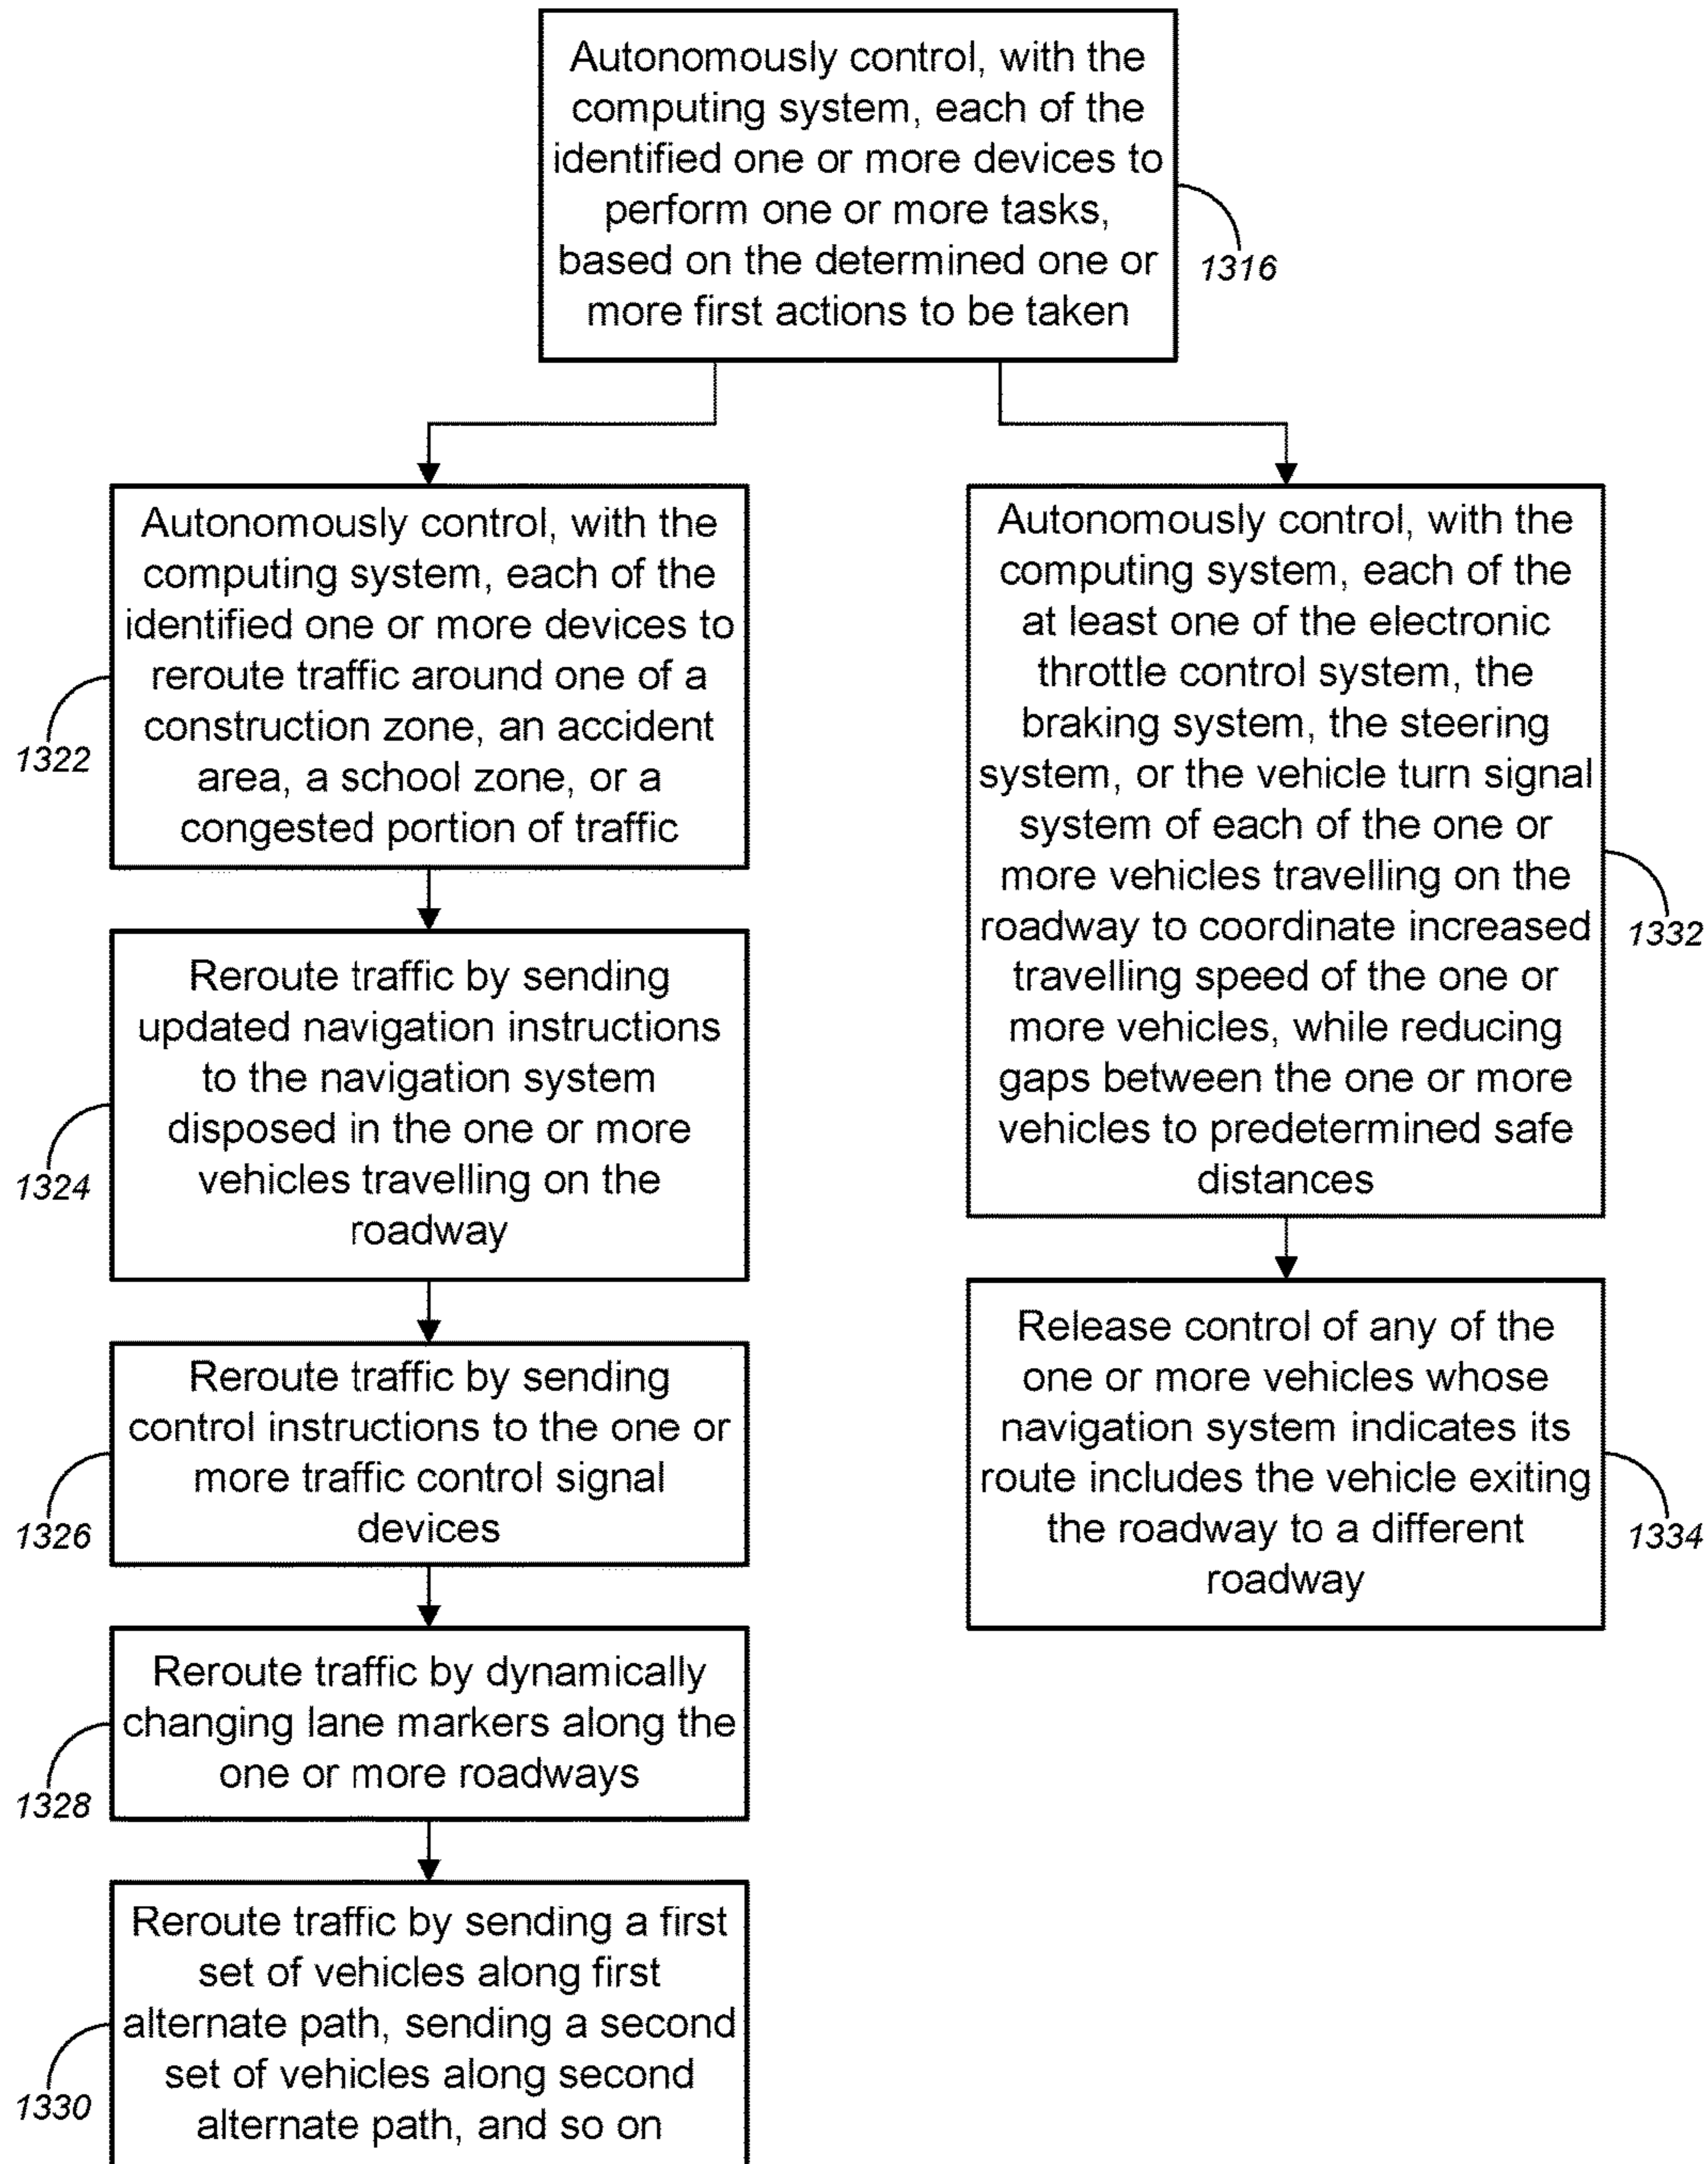 Autonomously control, with the
computing system, each of the
identified one or more devices to
perform one or more tasks,
based on the determined one or
more first actions to be taken
1316
Autonomously control, with the
computing system, each of the
identified one or more devices to
reroute traffic around one of a
construction zone, an accident
area, a school zone, or a
congested portion of traffic
1322
Reroute traffic by sending
updated navigation instructions
to the navigation system
disposed in the one or more
vehicles travelling on the
roadway
1324
Reroute traffic by sending
control instructions to the one or
more traffic control signal
devices
1326
Reroute traffic by dynamically
changing lane markers along the
one or more roadways
1328
Reroute traffic by sending a first
set of vehicles along first
alternate path, sending a second
set of vehicles along second
alternate path, and so on
1330
Autonomously control, with the
computing system, each of the
at least one of the electronic
throttle control system, the
braking system, the steering
system, or the vehicle turn signal
system of each of the one or
more vehicles travelling on the
roadway to coordinate increased
travelling speed of the one or
more vehicles, while reducing
gaps between the one or more
vehicles to predetermined safe
distances
1332
Release control of any of the
one or more vehicles whose
navigation system indicates its
route includes the vehicle exiting
the roadway to a different
roadway
1334